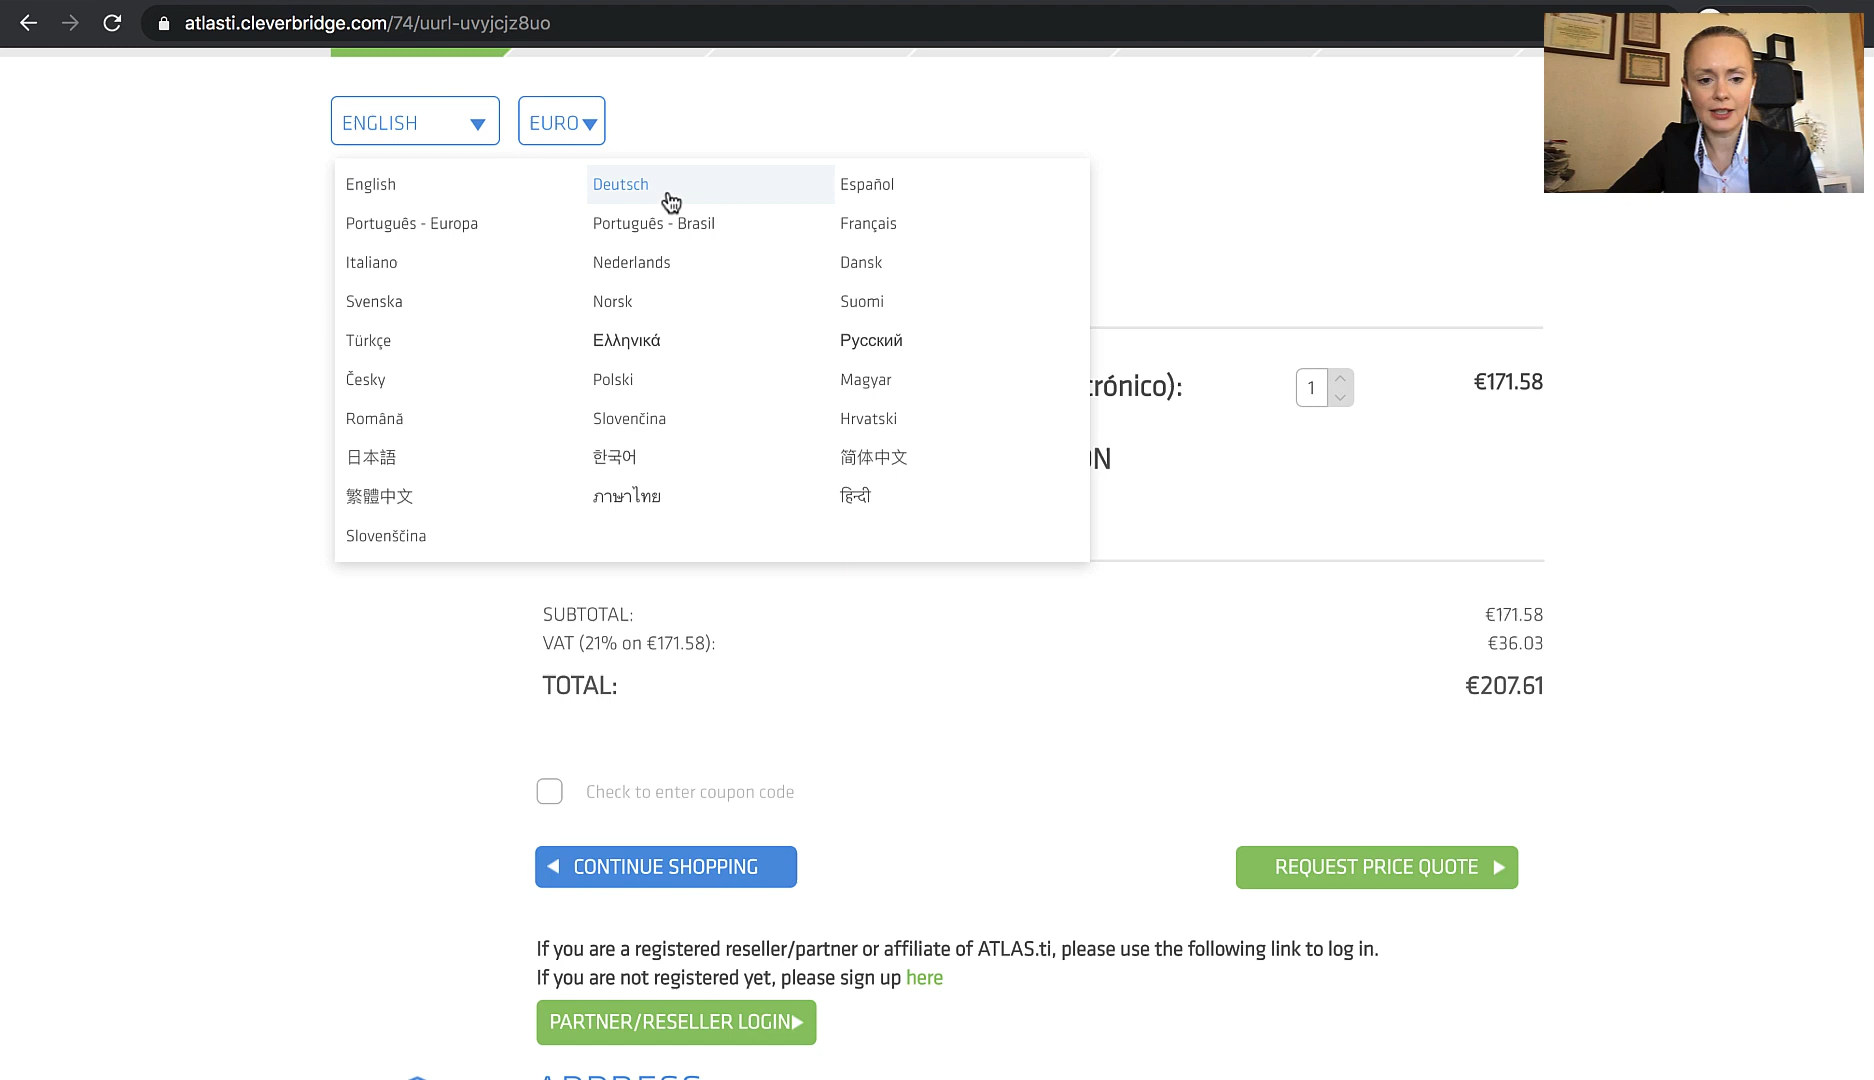 atlasti.cleverbridge.com/74/uurl-uvyjcjz8uo
ENGLISH EURO
English Deutsch Español
Português - Europa Português - Brasil Français
Italiano Nederlands Dansk
Svenska Norsk Suomi
Türkçe Ελληνικά Русский
Česky Polski Magyar
Română Slovenčina Hrvatski
日本語 한국어 简体中文
繁體中文 ภาษาไทย हिन्दी
Slovenščina
trónico): 1 €171.58
ON
SUBTOTAL: €171.58
VAT (21% on €171.58): €36.03
TOTAL: €207.61
Check to enter coupon code
CONTINUE SHOPPING REQUEST PRICE QUOTE
If you are a registered reseller/partner or affiliate of ATLAS.ti, please use the following link to log in.
If you are not registered yet, please sign up here
PARTNER/RESELLER LOGIN